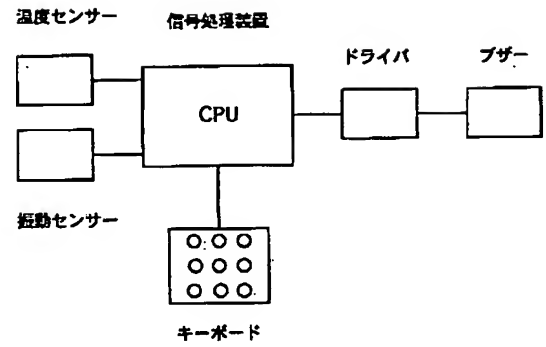 温度センサー
信号処理装置
ドライバ
ブザー
CPU
振動センサー
キーボード